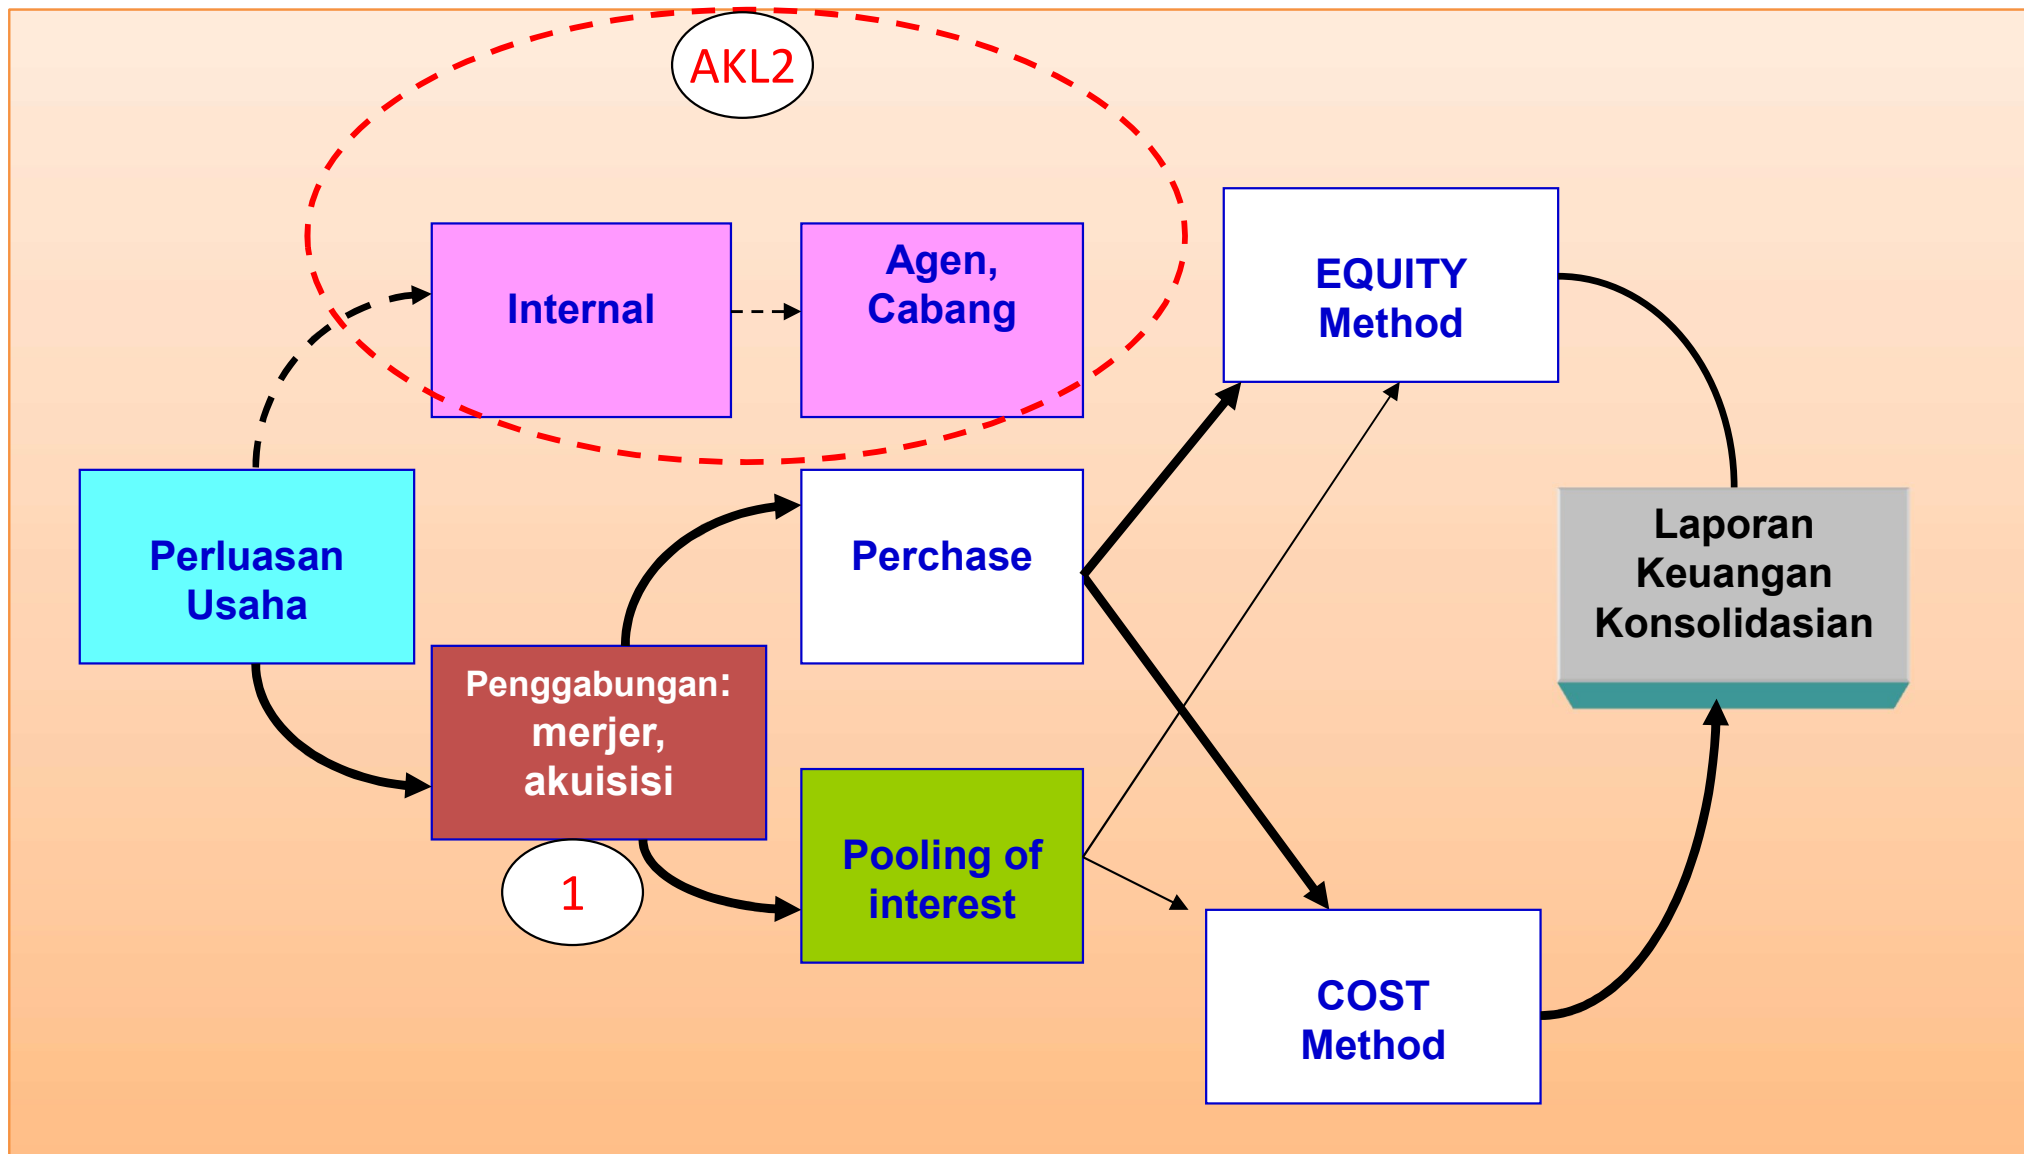 AKL2
Internal
Agen,
Cabang
EQUITY
Method
Perluasan
Usaha
Perchase
Laporan
Keuangan
Konsolidasian
Penggabungan:
merjer,
akuisisi
1
Pooling of
interest
COST
Method